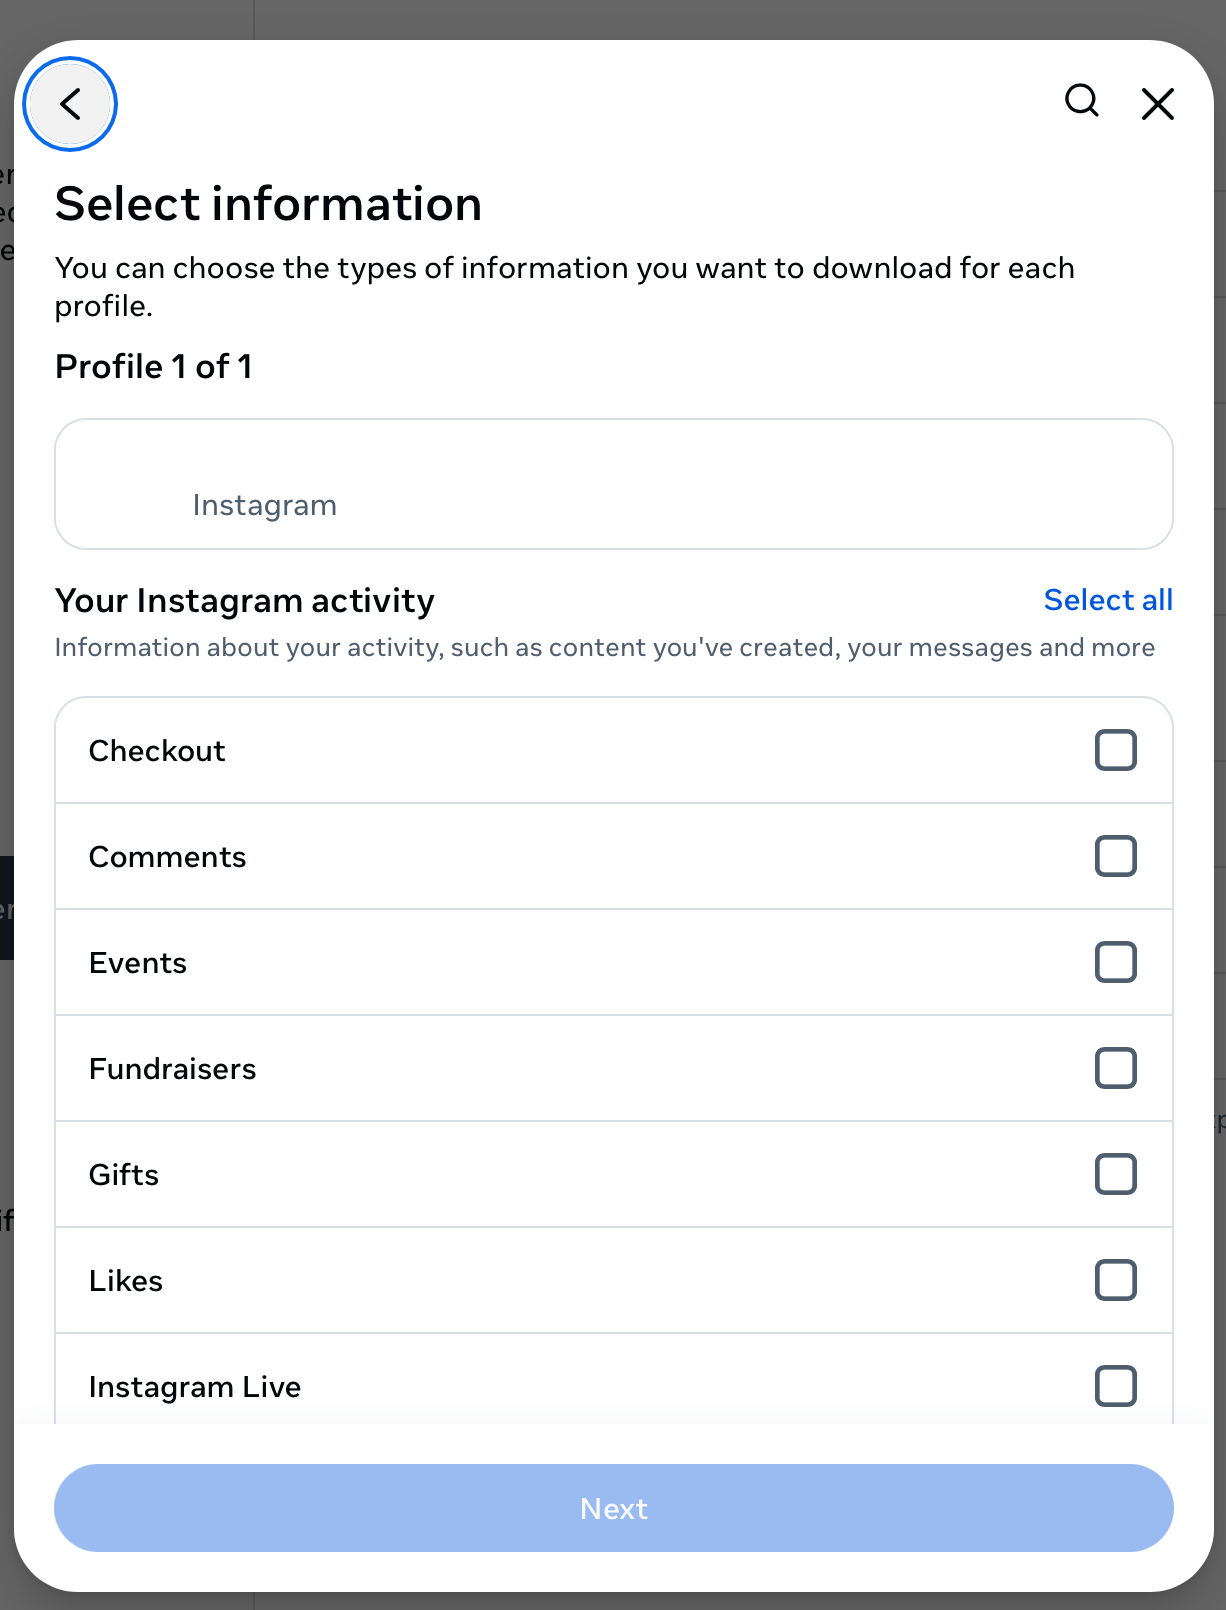 Select information
You can choose the types of information you want to download for each
profile.
Profile 1 of 1
Instagram
Your Instagram activity
Select all
Information about your activity, such as content you've created, your messages and more
Checkout
Comments
Events
Fundraisers
Gifts
Likes
Instagram Live
Next